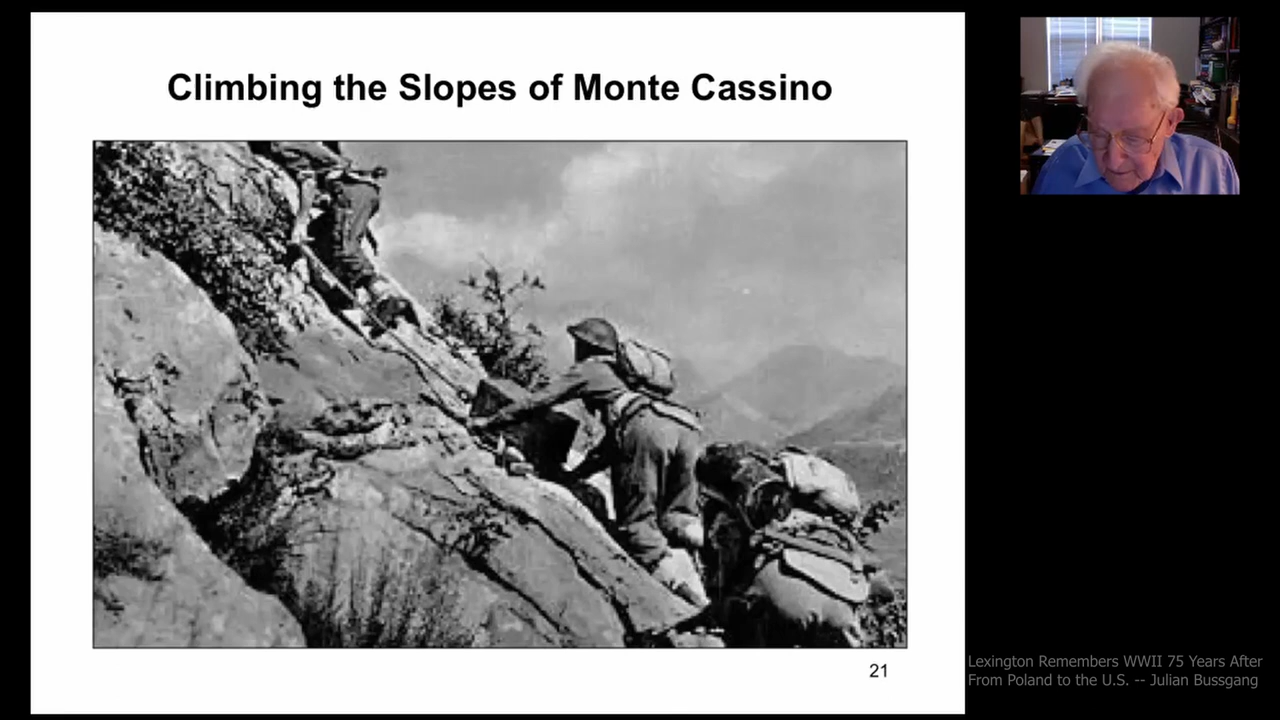 Climbing the Slopes of Monte Cassino
21
Lexington Remembers WWII 75 Years After
From Poland to the U.S. -- Julian Bussgang